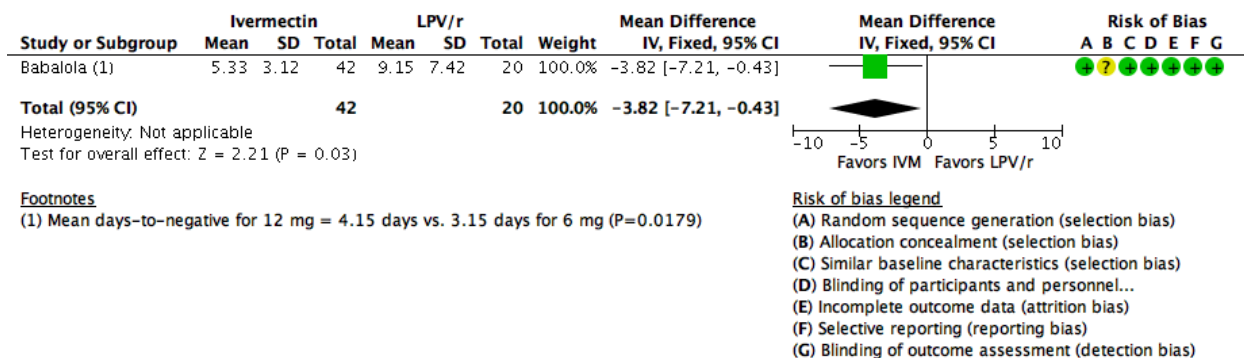 Ivermectin LPV/r Mean Difference Mean Difference Risk of Bias
Study or Subgroup Mean SD Total Mean SD Total Weight IV, Fixed, 95% CI IV, Fixed, 95% CI A B C D E F G
Babalola (1) 5.33 3.12 42 9.15 7.42 20 100.0% -3.82 [-7.21, -0.43] + ? + + + + +
Total (95% CI) 42 20 100.0% -3.82 [-7.21, -0.43]
Heterogeneity: Not applicable
Test for overall effect: Z = 2.21 (P = 0.03)
-10 -5 0 5 10
Favors IVM Favors LPV/r
Footnotes
(1) Mean days-to-negative for 12 mg = 4.15 days vs. 3.15 days for 6 mg (P=0.0179)
Risk of bias legend
(A) Random sequence generation (selection bias)
(B) Allocation concealment (selection bias)
(C) Similar baseline characteristics (selection bias)
(D) Blinding of participants and personnel...
(E) Incomplete outcome data (attrition bias)
(F) Selective reporting (reporting bias)
(G) Blinding of outcome assessment (detection bias)